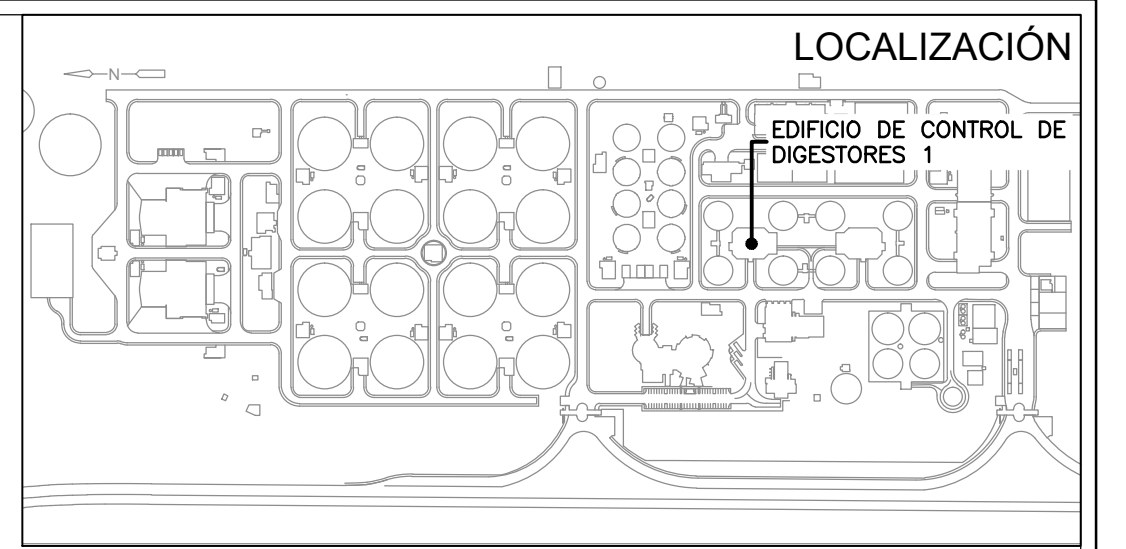 LOCALIZACIÓN
N
EDIFICIO DE CONTROL DE
DIGESTORES 1